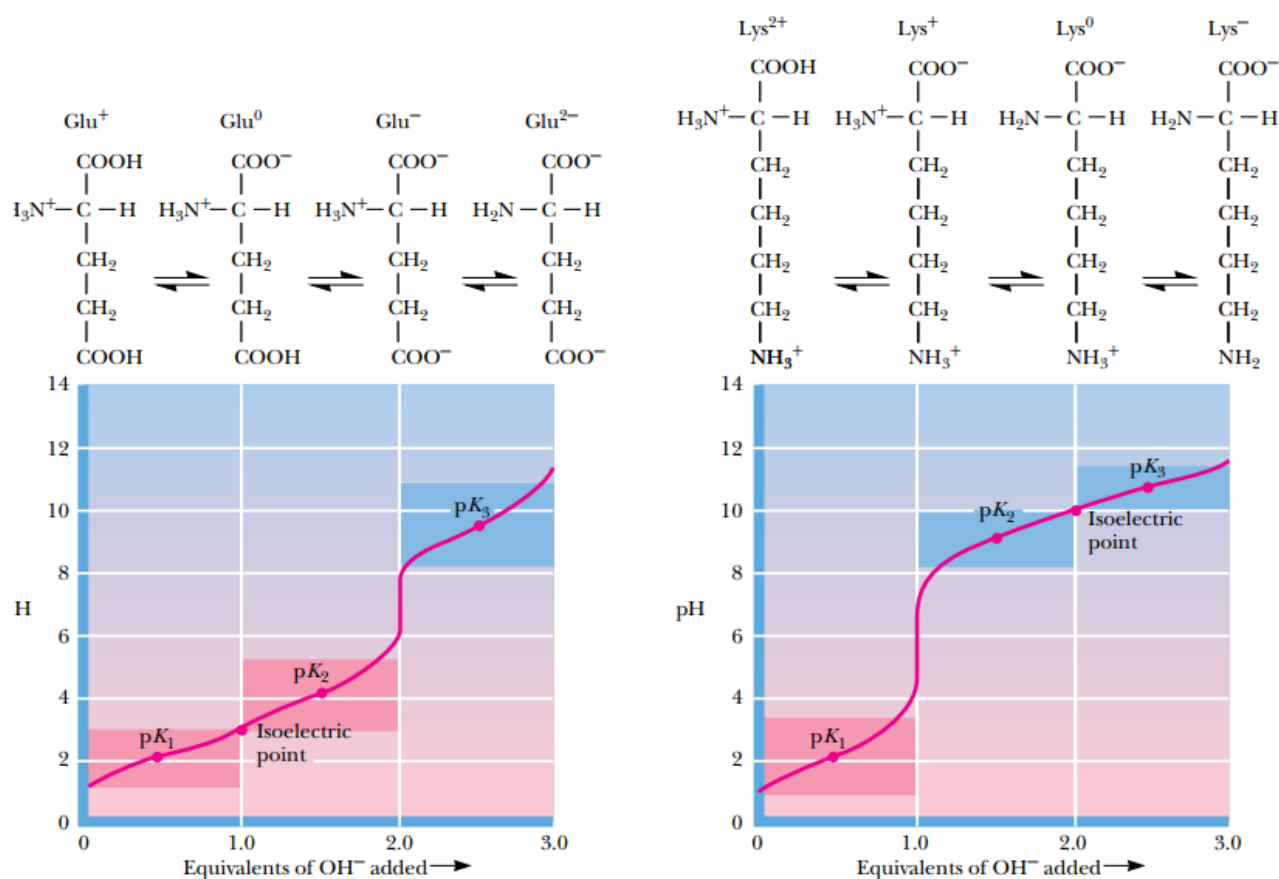 Glu⁺ Glu⁰ Glu⁻ Glu²⁻
COOH COO⁻ COO⁻ COO⁻
H₃N⁺—C—H H₃N⁺—C—H H₃N⁺—C—H H₂N—C—H
CH₂ CH₂ CH₂ CH₂
CH₂ CH₂ CH₂ CH₂
COOH COOH COO⁻ COO⁻
14
12
10
8
H
6
4
2
0
pK₁
pK₂
pK₃
Isoelectric
point
0.0 1.0 2.0 3.0
Equivalents of OH⁻ added
Lys²⁺ Lys⁺ Lys⁰ Lys⁻
COOH COO⁻ COO⁻ COO⁻
H₃N⁺—C—H H₃N⁺—C—H H₂N—C—H H₂N—C—H
CH₂ CH₂ CH₂ CH₂
CH₂ CH₂ CH₂ CH₂
CH₂ CH₂ CH₂ CH₂
CH₂ CH₂ CH₂ CH₂
NH₃⁺ NH₃⁺ NH₃⁺ NH₂
14
12
10
8
pH
6
4
2
0
pK₁
pK₂
pK₃
Isoelectric
point
0.0 1.0 2.0 3.0
Equivalents of OH⁻ added